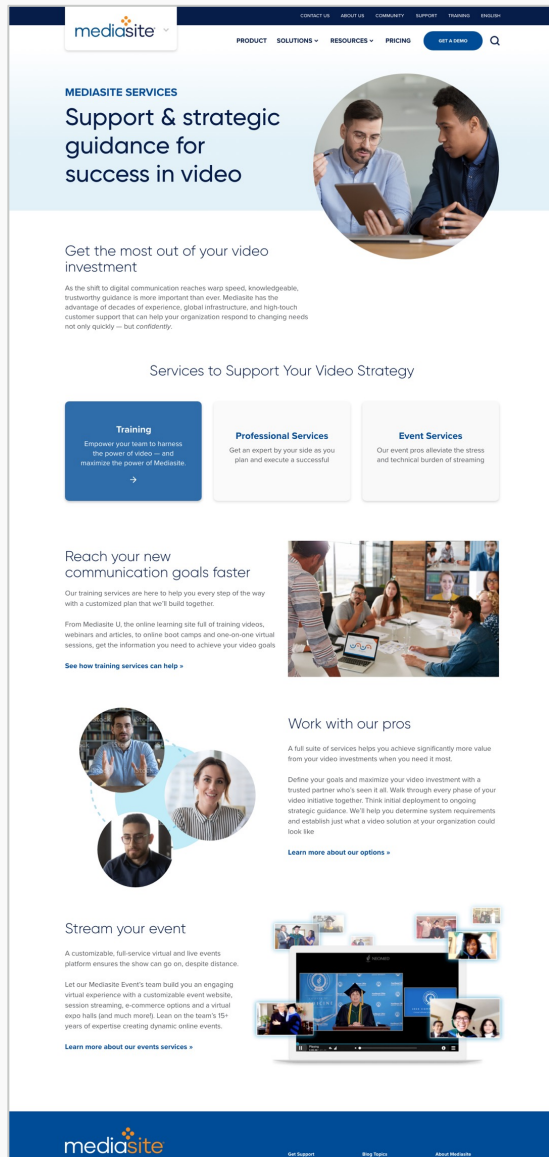 CONTACT US ABOUT US COMMUNITY SUPPORT TRAINING ENGLISH
mediasite
PRODUCT SOLUTIONS RESOURCES PRICING GET A DEMO
MEDIASITE SERVICES
Support & strategic
guidance for
success in video
Get the most out of your video
investment
As the shift to digital communication reaches warp speed, knowledgeable,
trustworthy guidance is more important than ever. Mediasite has the
advantage of decades of experience, global infrastructure, and high-touch
customer support that can help your organization respond to changing needs
not only quickly — but confidently.
Services to Support Your Video Strategy
Training
Empower your team to harness
the power of video — and
maximize the power of Mediasite.
Professional Services
Get an expert by your side as you
plan and execute a successful
Event Services
Our event pros alleviate the stress
and technical burden of streaming
Reach your new
communication goals faster
Our training services are here to help you every step of the way
with a customized plan that we'll build together.
From Mediasite U, the online learning site full of training videos,
webinars and articles, to online boot camps and one-on-one virtual
sessions, get the information you need to achieve your video goals
See how training services can help »
Work with our pros
A full suite of services helps you achieve significantly more value
from your video investments when you need it most.
Define your goals and maximize your video investment with a
trusted partner who's seen it all. Walk through every phase of your
video initiative together. Think initial deployment to ongoing
strategic guidance. We'll help you determine system requirements
and establish just what a video solution at your organization could
look like
Learn more about our options »
Stream your event
A customizable, full-service virtual and live events
platform ensures the show can go on, despite distance.
Let our Mediasite Event's team build you an engaging
virtual experience with a customizable event website,
session streaming, e-commerce options and a virtual
expo halls (and much more!). Lean on the team's 15+
years of expertise creating dynamic online events.
Learn more about our events services »
mediasite
Get Support Blog Topics About Mediasite